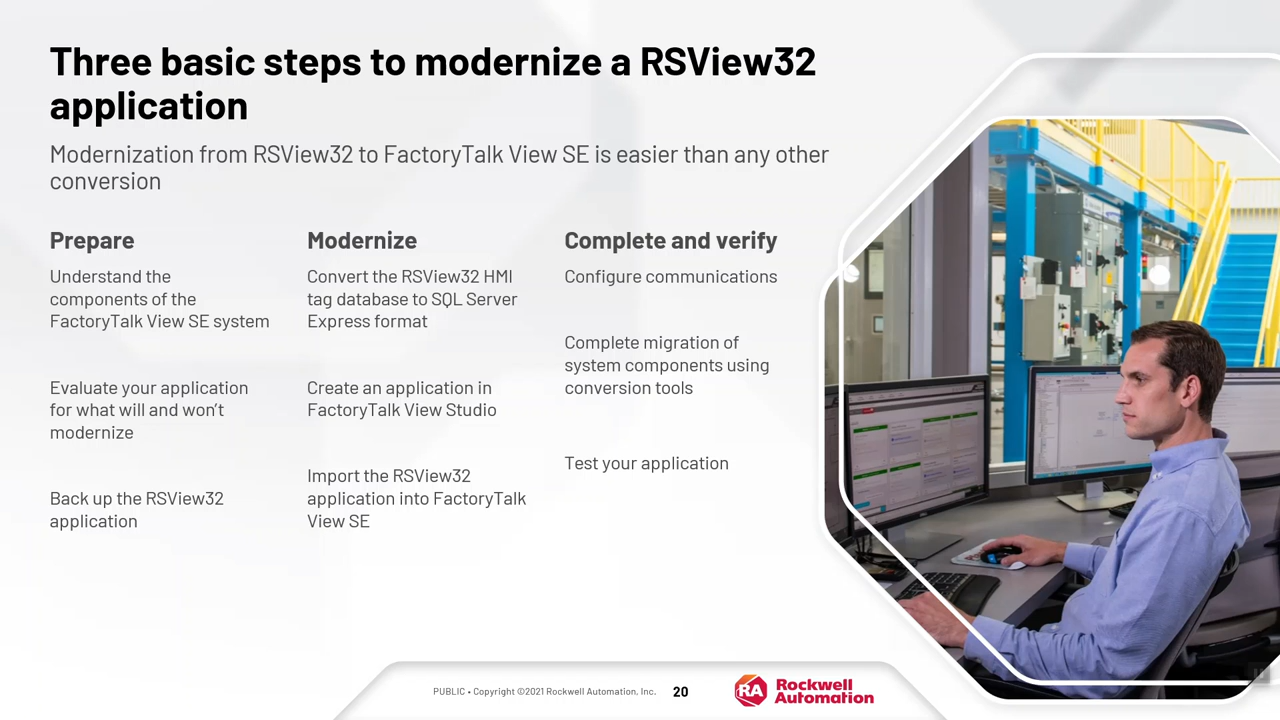 Three basic steps to modernize a RSView32
application
Modernization from RSView32 to FactoryTalk View SE is easier than any other
conversion
Prepare
Understand the
components of the
FactoryTalk View SE system
Evaluate your application
for what will and won't
modernize
Back up the RSView32
application
Modernize
Convert the RSView32 HMI
tag database to SQL Server
Express format
Create an application in
FactoryTalk View Studio
Import the RSView32
application into FactoryTalk
View SE
Complete and verify
Configure communications
Complete migration of
system components using
conversion tools
Test your application
PUBLIC • Copyright ©2021 Rockwell Automation, Inc.
20
RA
Rockwell
Automation